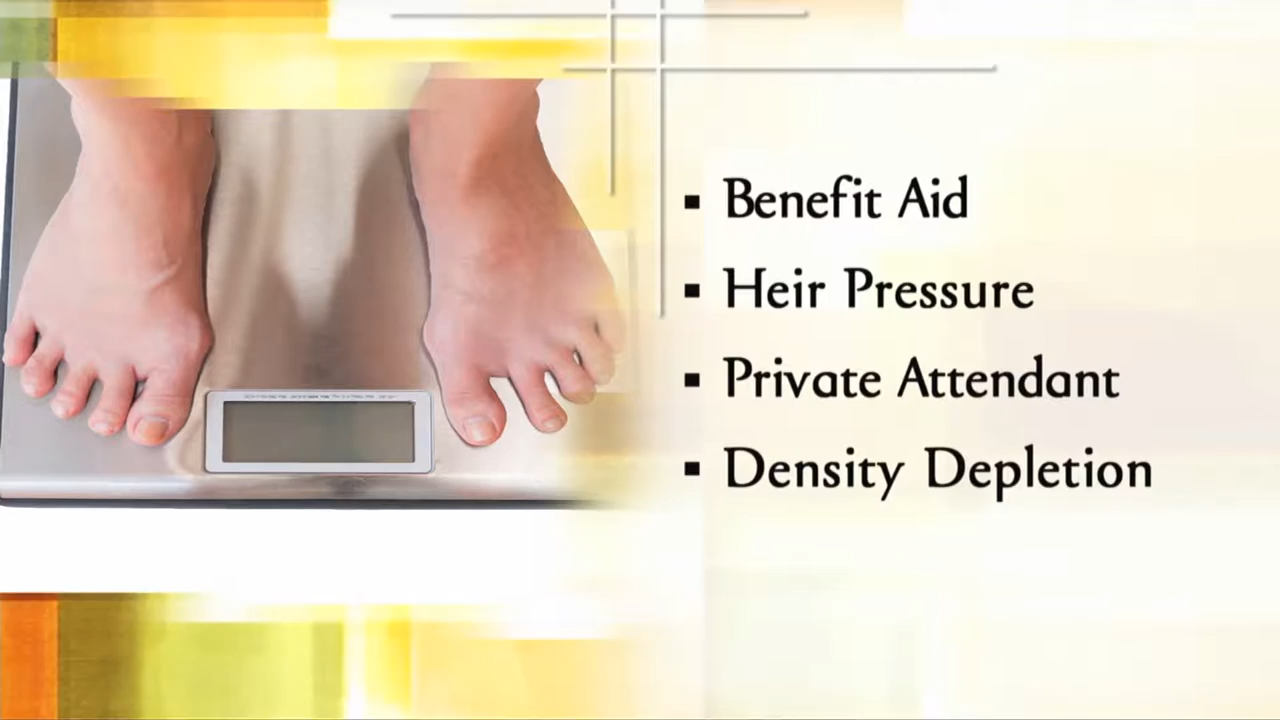 Benefit Aid
Heir Pressure
Private Attendant
Density Depletion